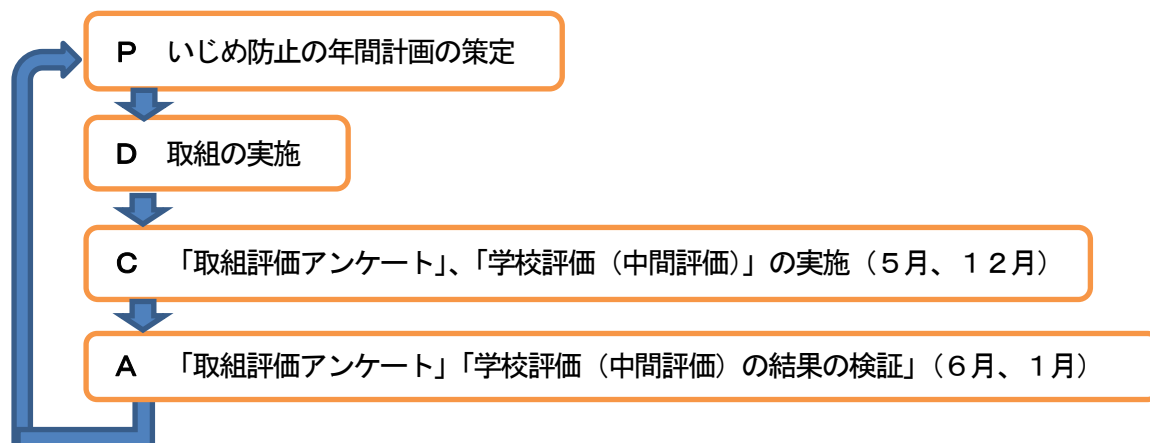 P　いじめ防止の年間計画の策定
D　取組の実施
C　「取組評価アンケート」、「学校評価（中間評価）」の実施（５月、１２月）
A　「取組評価アンケート」「学校評価（中間評価）の結果の検証」（６月、１月）